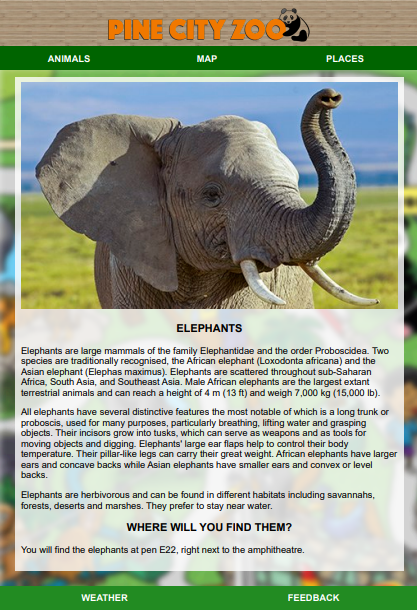 PINE CITY ZOO
ANIMALS MAP PLACES
ELEPHANTS
Elephants are large mammals of the family Elephantidae and the order Proboscidea. Two
species are traditionally recognised, the African elephant (Loxodonta africana) and the
Asian elephant (Elephas maximus). Elephants are scattered throughout sub-Saharan
Africa, South Asia, and Southeast Asia. Male African elephants are the largest extant
terrestrial animals and can reach a height of 4 m (13 ft) and weigh 7,000 kg (15,000 lb).
All elephants have several distinctive features the most notable of which is a long trunk or
proboscis, used for many purposes, particularly breathing, lifting water and grasping
objects. Their incisors grow into tusks, which can serve as weapons and as tools for
moving objects and digging. Elephants' large ear flaps help to control their body
temperature. Their pillar-like legs can carry their great weight. African elephants have larger
ears and concave backs while Asian elephants have smaller ears and convex or level
backs.
Elephants are herbivorous and can be found in different habitats including savannahs,
forests, deserts and marshes. They prefer to stay near water.
WHERE WILL YOU FIND THEM?
You will find the elephants at pen E22, right next to the amphitheatre.
WEATHER FEEDBACK